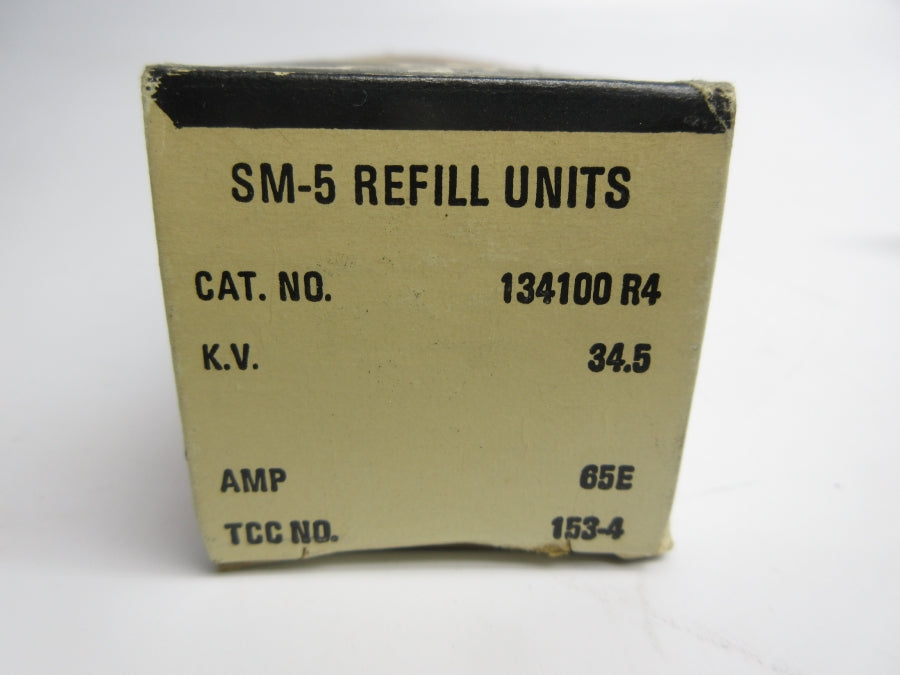 SM-5 REFILL UNITS
CAT. NO. 134100 R4
K.V. 34.5
AMP 65E
TCC NO. 153-4